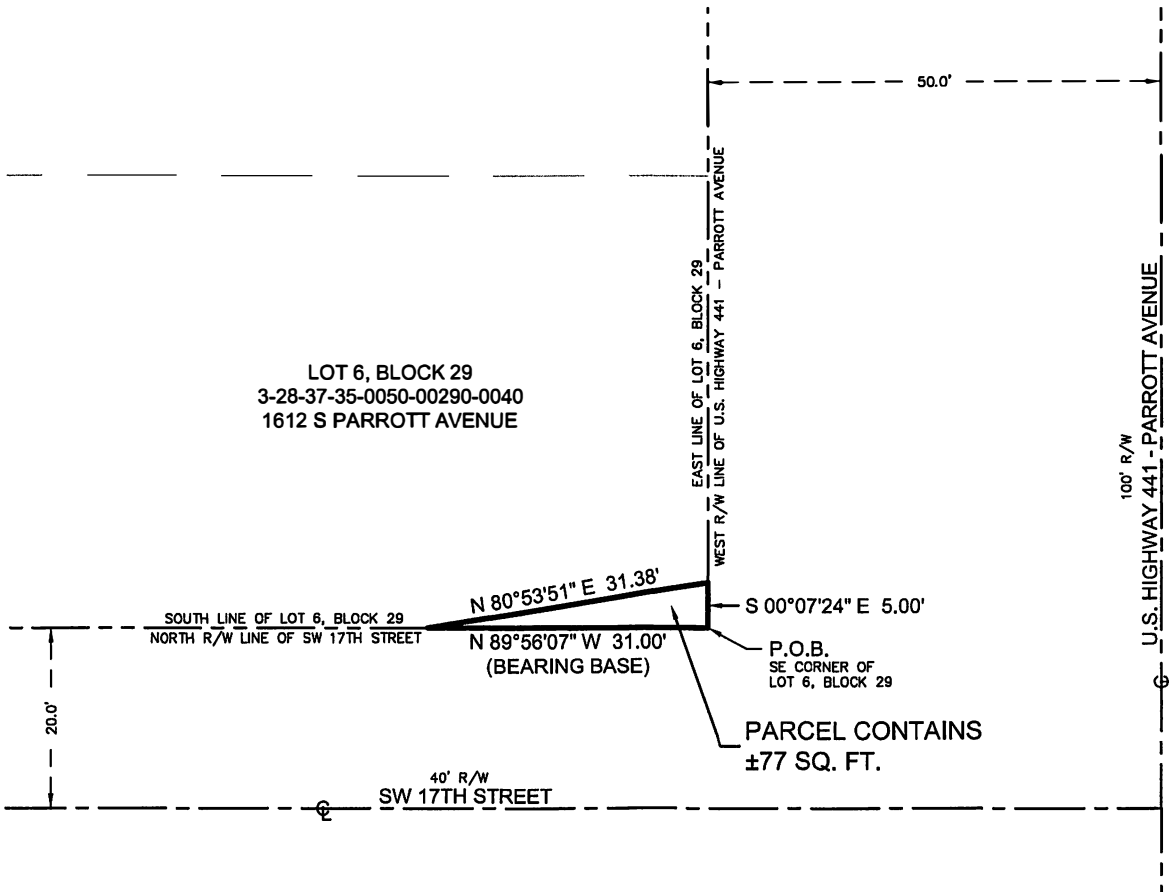 50.0'
EAST LINE OF LOT 6, BLOCK 29
WEST R/W LINE OF U.S. HIGHWAY 441 - PARROTT AVENUE
100' R/W
U.S. HIGHWAY 441 - PARROTT AVENUE
LOT 6, BLOCK 29
3-28-37-35-0050-00290-0040
1612 S PARROTT AVENUE
N 80°53'51" E 31.38'
S 00°07'24" E 5.00'
SOUTH LINE OF LOT 6, BLOCK 29
NORTH R/W LINE OF SW 17TH STREET
N 89°56'07" W 31.00'
(BEARING BASE)
P.O.B.
SE CORNER OF
LOT 6, BLOCK 29
20.0'
PARCEL CONTAINS
±77 SQ. FT.
40' R/W
SW 17TH STREET
℄
℄